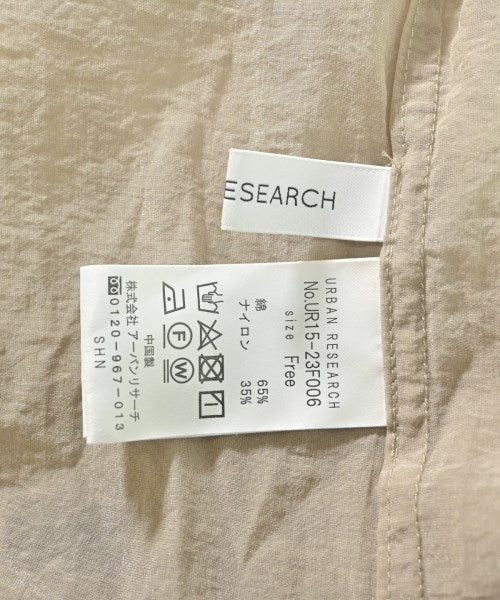 ESEARCH
URBAN RESEARCH
No.UR15-23F006
size Free
綿 65%
ナイロン 35%
中国製
株式会社 アーバンリサーチ
0120-967-013
SHN